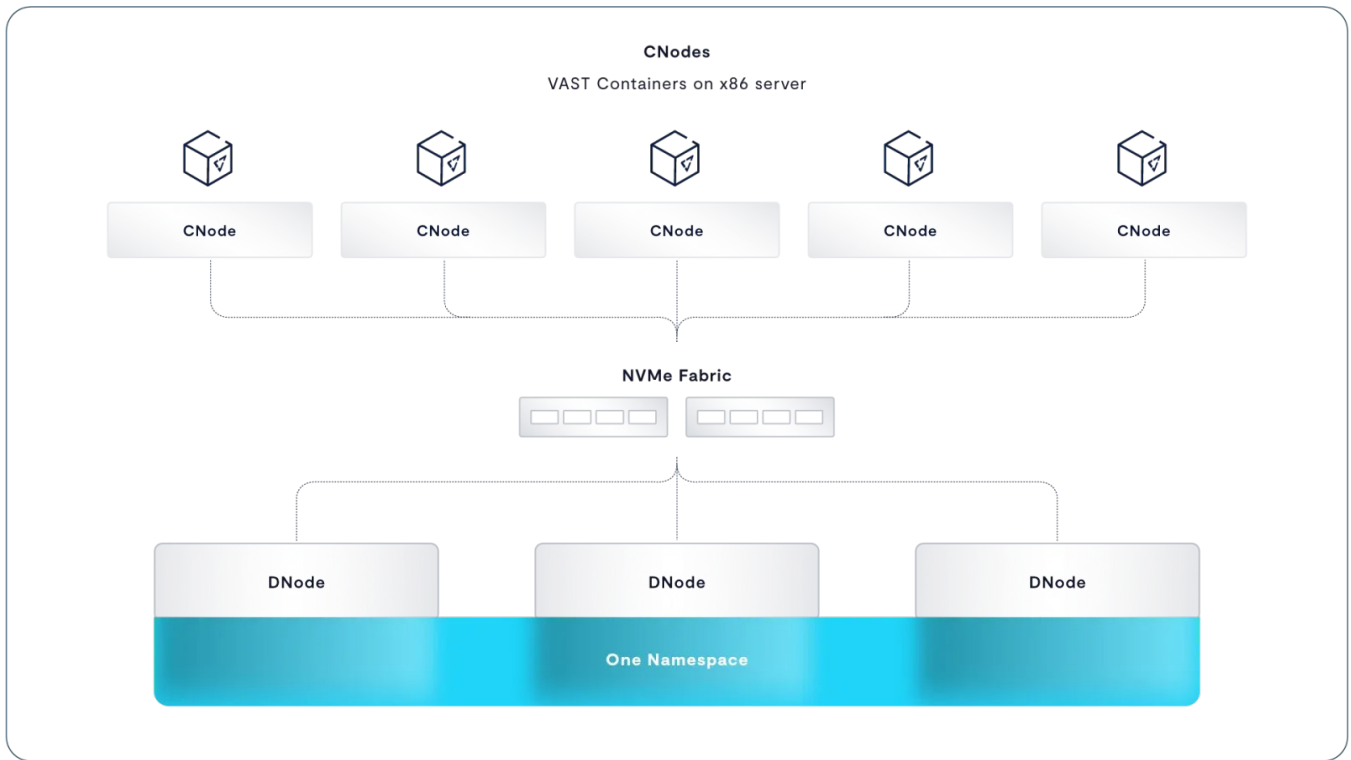 CNodes
VAST Containers on x86 server
CNode
CNode
CNode
CNode
CNode
NVMe Fabric
DNode
DNode
DNode
One Namespace